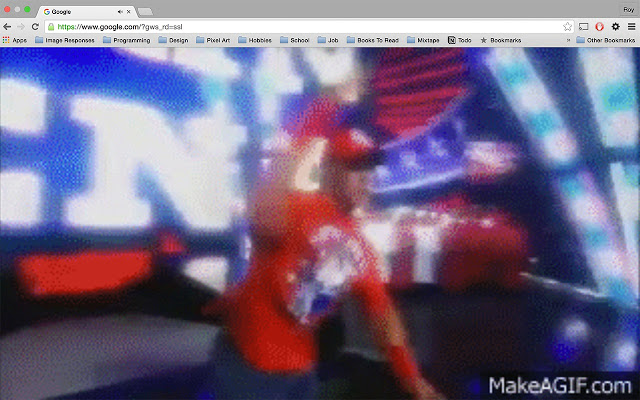 Google
Roy
https://www.google.com/?gws_rd=ssl
Apps Image Responses Programming Design Pixel Art Hobbies School Job Books To Read Mixtape Todo Bookmarks » Other Bookmarks
EN
MakeAGIF.com